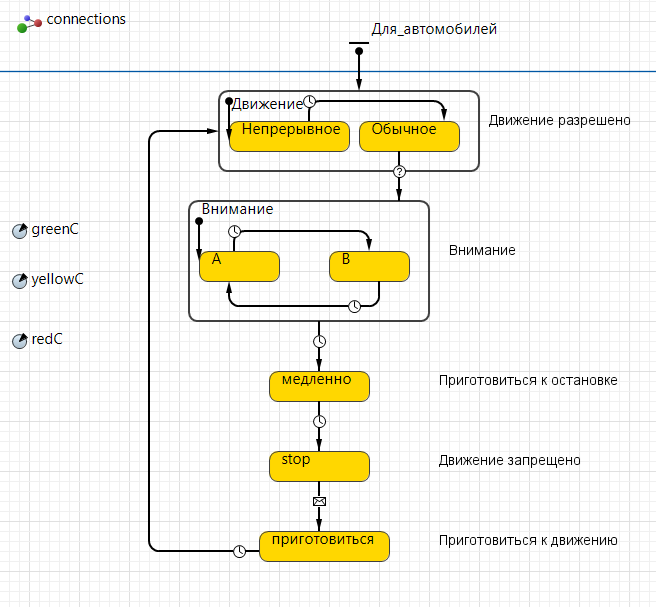 connections
Для_автомобилей
Движение
Непрерывное
Обычное
Движение разрешено
?
Внимание
greenC
A
B
Внимание
yellowC
redC
медленно
Приготовиться к остановке
stop
Движение запрещено
приготовиться
Приготовиться к движению